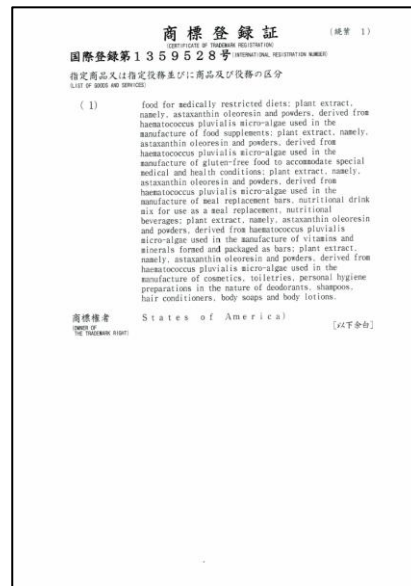 商標登録証
(続葉 1)
(CERTIFICATE OF TRADEMARK REGISTRATION)
国際登録第1359528号(INTERNATIONAL REGISTRATION NUMBER)
指定商品又は指定役務並びに商品及び役務の区分
(LIST OF GOODS AND SERVICES)
(1) food for medically restricted diets; plant extract,
namely, astaxanthin oleoresin and powders, derived from
haematococcus pluvialis micro-algae used in the
manufacture of food supplements; plant extract, namely,
astaxanthin oleoresin and powders, derived from
haematococcus pluvialis micro-algae used in the
manufacture of gluten-free food to accommodate special
medical and health conditions; plant extract, namely,
astaxanthin oleoresin and powders, derived from
haematococcus pluvialis micro-algae used in the
manufacture of meal replacement bars, nutritional drink
mix for use as a meal replacement, nutritional
beverages; plant extract, namely, astaxanthin oleoresin
and powders, derived from haematococcus pluvialis
micro-algae used in the manufacture of vitamins and
minerals formed and packaged as bars; plant extract,
namely, astaxanthin oleoresin and powders, derived from
haematococcus pluvialis micro-algae used in the
manufacture of cosmetics, toiletries, personal hygiene
preparations in the nature of deodorants, shampoos,
hair conditioners, body soaps and body lotions.
商標権者 States of America)
(OWNER OF
THE TRADEMARK RIGHT)
[以下余白]